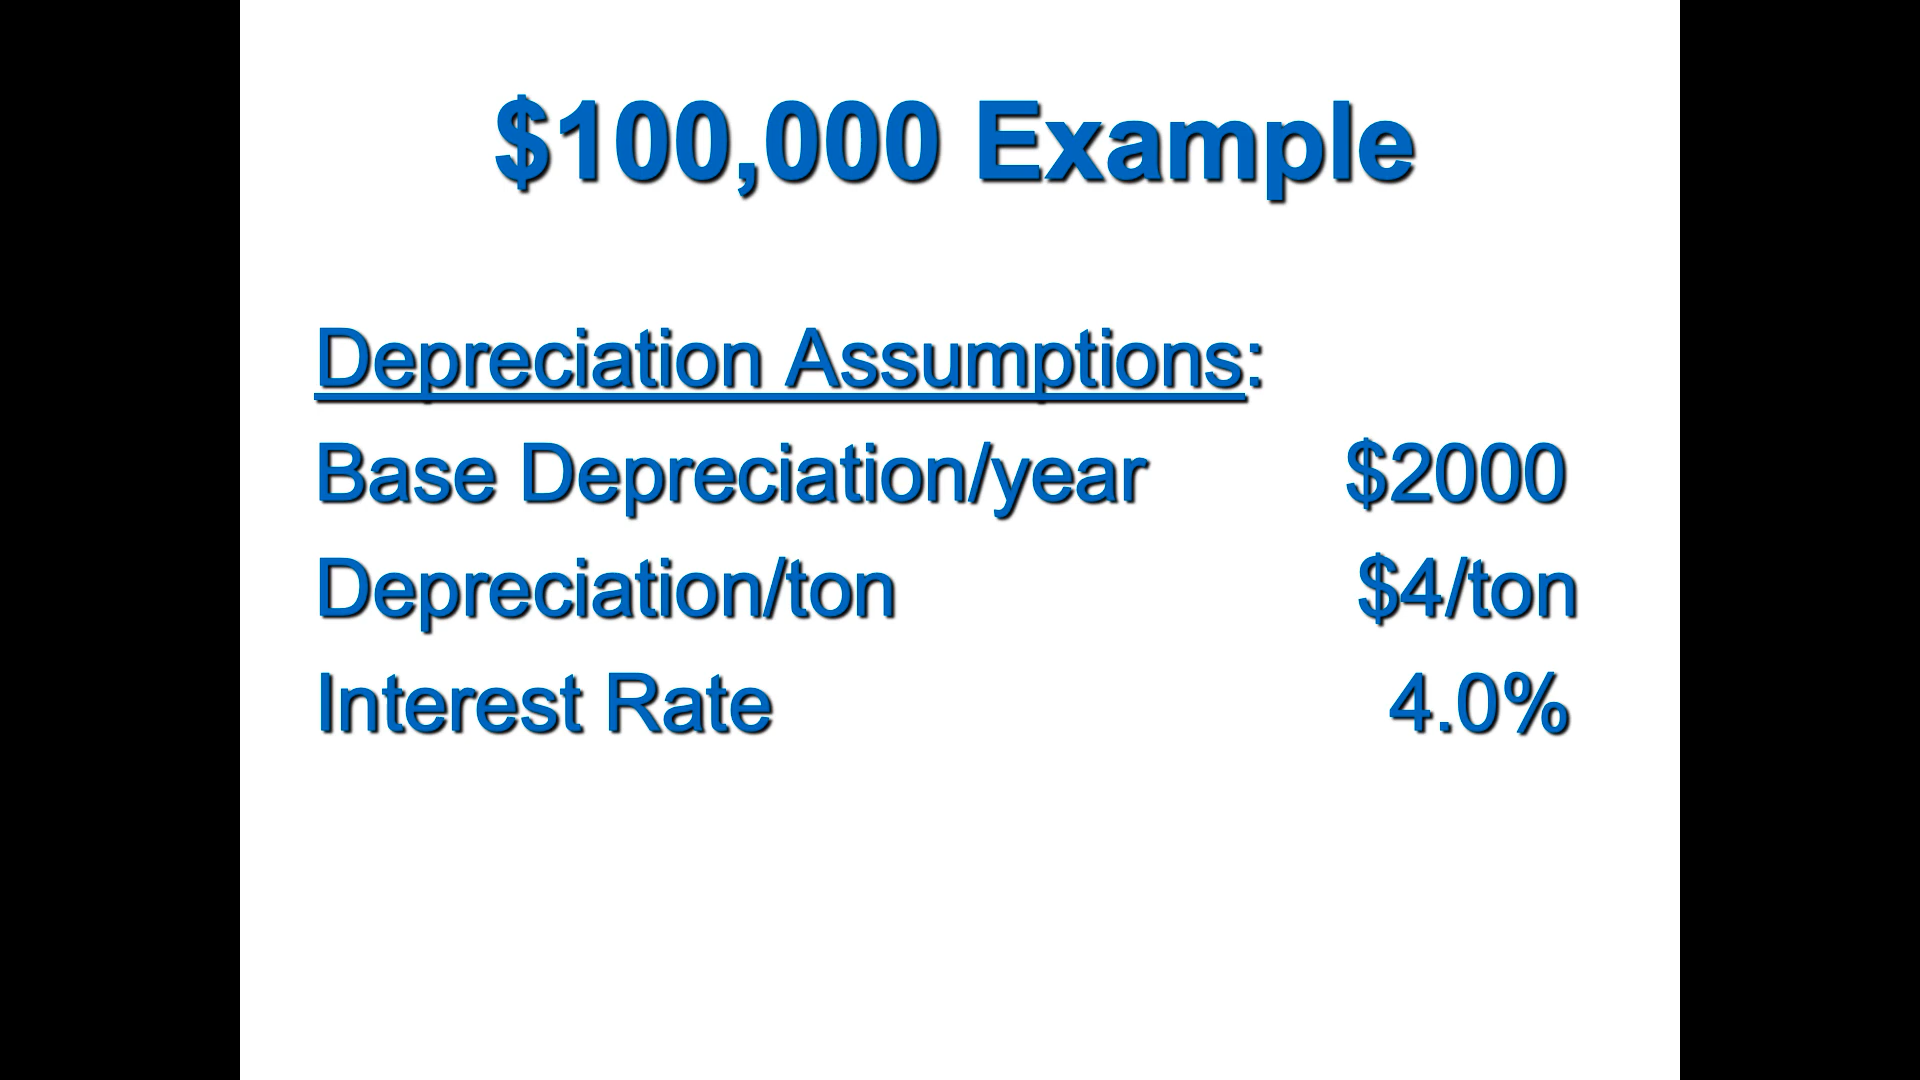 $100,000 Example
Depreciation Assumptions:
Base Depreciation/year $2000
Depreciation/ton $4/ton
Interest Rate 4.0%